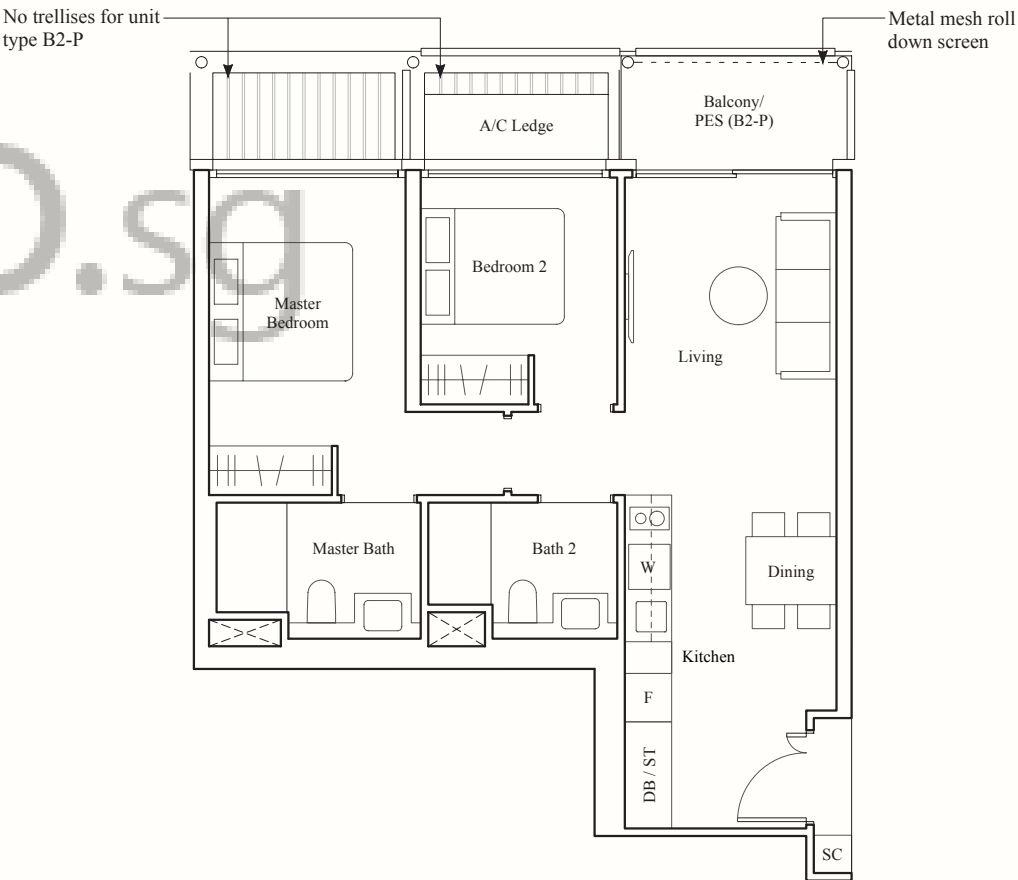 No trellises for unit
type B2-P
Metal mesh roll
down screen
Balcony/
PES (B2-P)
A/C Ledge
Bedroom 2
Master
Bedroom
Living
Master Bath
Bath 2
W
Dining
Kitchen
F
DB / ST
SC
.sg